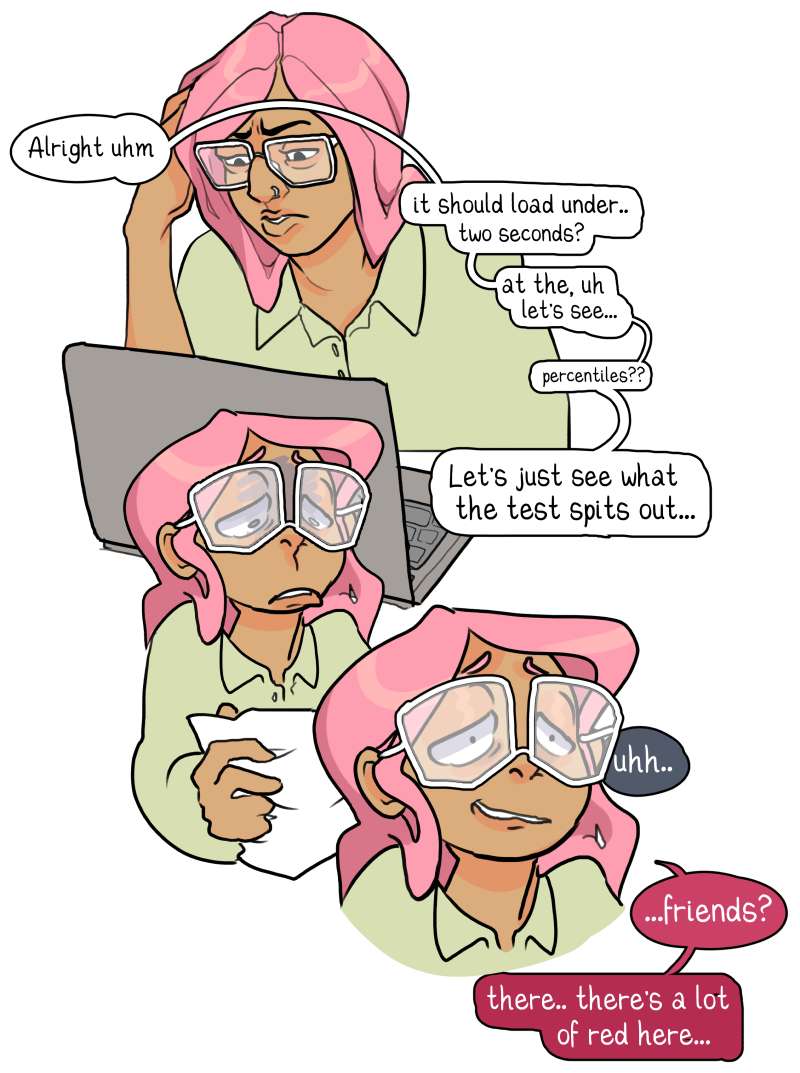 Alright uhm
it should load under..
two seconds?
at the, uh
let's see...
percentiles??
Let's just see what
the test spits out...
uhh..
...friends?
there.. there's a lot
of red here...